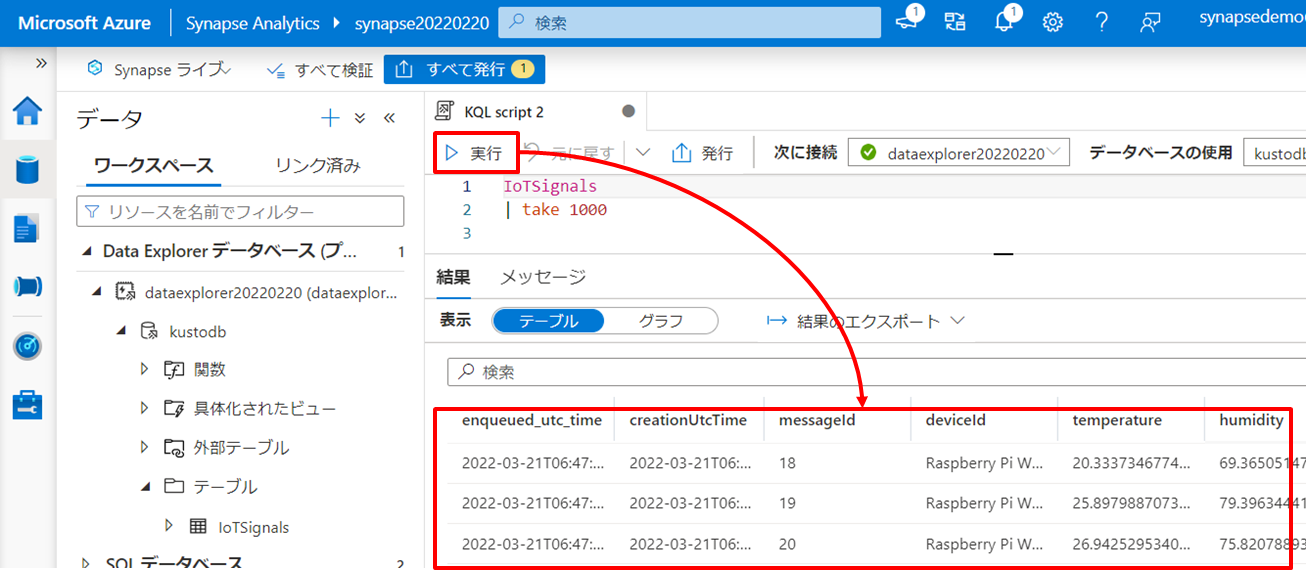 Microsoft Azure Synapse Analytics synapse20220220 検索 1 1 synapsedemo
Synapse ライブ すべて検証 すべて発行 1
データ
ワークスペース リンク済み
リソースを名前でフィルター
Data Explorer データベース (プ... 1
dataexplorer20220220 (dataexplor...
kustodb
関数
具体化されたビュー
外部テーブル
テーブル
IoTSignals
SQL データベース 2
KQL script 2
実行 元に戻す 発行 次に接続 dataexplorer20220220 データベースの使用 kustodb
1 IoTSignals
2 | take 1000
3
結果 メッセージ
表示 テーブル グラフ 結果のエクスポート
検索
enqueued_utc_time creationUtcTime messageId deviceId temperature humidity
2022-03-21T06:47:... 2022-03-21T06:... 18 Raspberry Pi W... 20.3337346774... 69.36505147
2022-03-21T06:47:... 2022-03-21T06:... 19 Raspberry Pi W... 25.8979887073... 79.39634441
2022-03-21T06:47:... 2022-03-21T06:... 20 Raspberry Pi W... 26.9425295340... 75.82078893